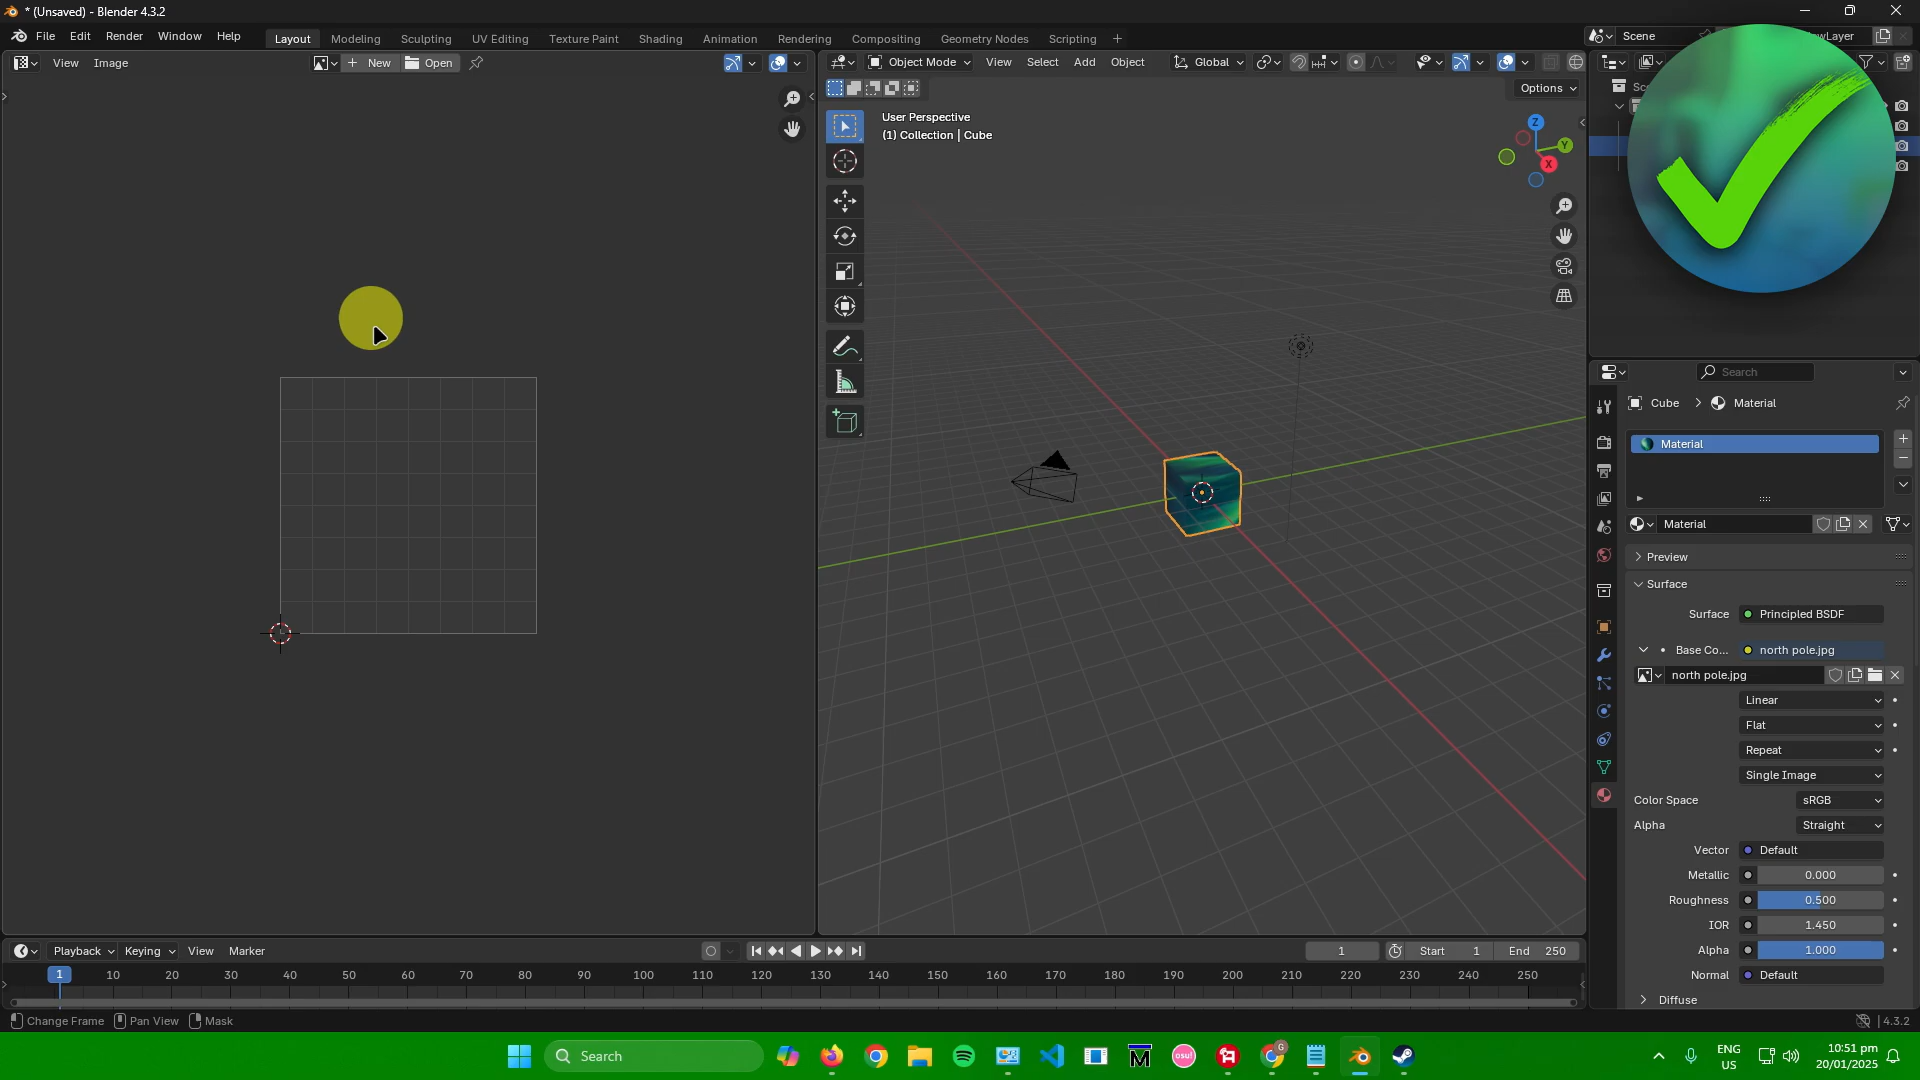 * (Unsaved) - Blender 4.3.2
File Edit Render Window Help Layout Modeling Sculpting UV Editing Texture Paint Shading Animation Rendering Compositing Geometry Nodes Scripting + Scene
View Image New Open
Object Mode View Select Add Object Global
Options
User Perspective
(1) Collection | Cube
Z
Y
X
Search
Cube > Material
Material
Material
Preview
Surface
Surface Principled BSDF
Base Co... north pole.jpg
north pole.jpg
Linear
Flat
Repeat
Single Image
Color Space sRGB
Alpha Straight
Vector Default
Metallic 0.000
Roughness 0.500
IOR 1.450
Alpha 1.000
Normal Default
Diffuse
Playback Keying View Marker 1 Start 1 End 250
1 10 20 30 40 50 60 70 80 90 100 110 120 130 140 150 160 170 180 190 200 210 220 230 240 250
Change Frame Pan View Mask 4.3.2
Search
M
osu!
G
ENG
US
10:51 pm
20/01/2025